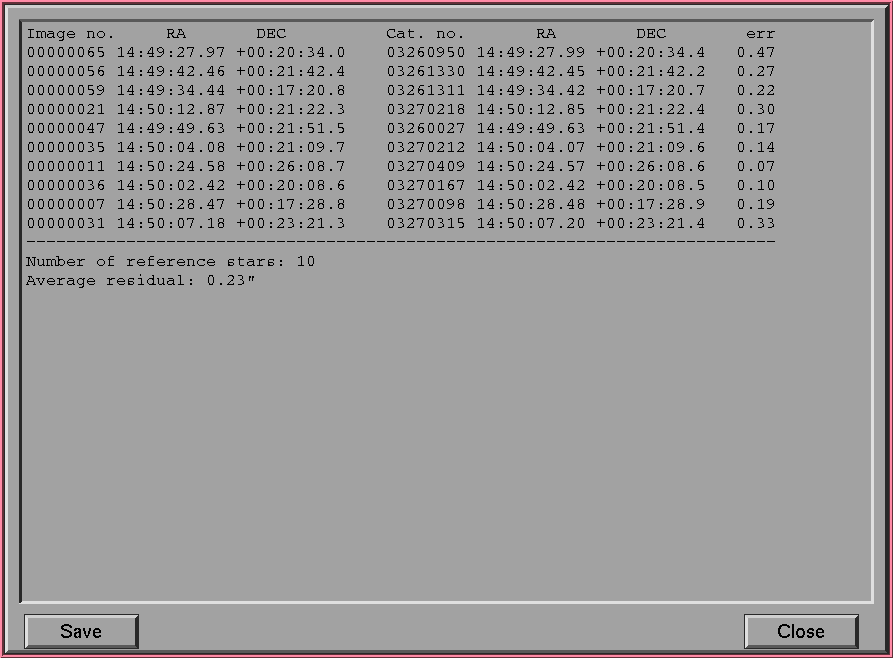 Image no. RA DEC Cat. no. RA DEC err
00000065 14:49:27.97 +00:20:34.0 03260950 14:49:27.99 +00:20:34.4 0.47
00000056 14:49:42.46 +00:21:42.4 03261330 14:49:42.45 +00:21:42.2 0.27
00000059 14:49:34.44 +00:17:20.8 03261311 14:49:34.42 +00:17:20.7 0.22
00000021 14:50:12.87 +00:21:22.3 03270218 14:50:12.85 +00:21:22.4 0.30
00000047 14:49:49.63 +00:21:51.5 03260027 14:49:49.63 +00:21:51.4 0.17
00000035 14:50:04.08 +00:21:09.7 03270212 14:50:04.07 +00:21:09.6 0.14
00000011 14:50:24.58 +00:26:08.7 03270409 14:50:24.57 +00:26:08.6 0.07
00000036 14:50:02.42 +00:20:08.6 03270167 14:50:02.42 +00:20:08.5 0.10
00000007 14:50:28.47 +00:17:28.8 03270098 14:50:28.48 +00:17:28.9 0.19
00000031 14:50:07.18 +00:23:21.3 03270315 14:50:07.20 +00:23:21.4 0.33
---------------------------------------------------------------------------
Number of reference stars: 10
Average residual: 0.23"
Save Close